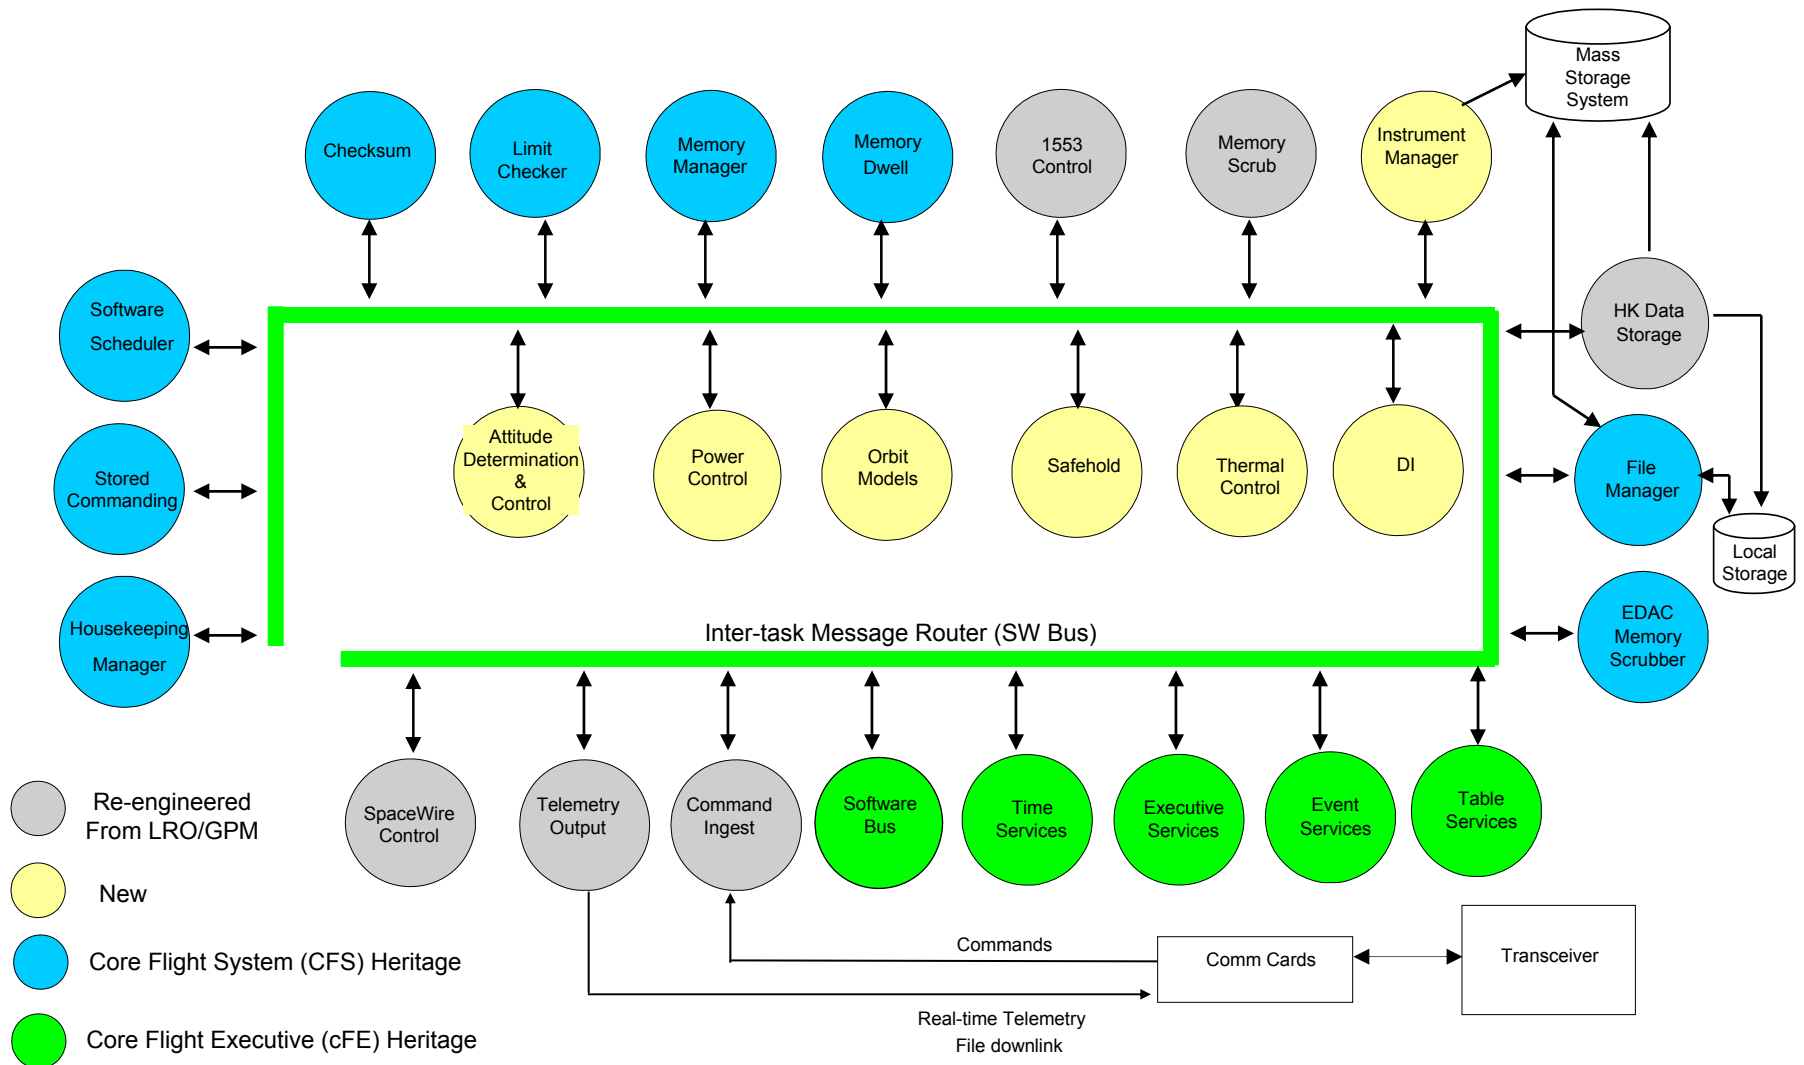 Mass
Storage
System
Checksum
Limit
Checker
Memory
Manager
Memory
Dwell
1553
Control
Memory
Scrub
Instrument
Manager
Software
Scheduler
HK Data
Storage
Attitude
Determination
&
Control
Power
Control
Orbit
Models
Safehold
Thermal
Control
DI
Stored
Commanding
File
Manager
Local
Storage
Housekeeping
Manager
EDAC
Memory
Scrubber
Inter-task Message Router (SW Bus)
SpaceWire
Control
Telemetry
Output
Command
Ingest
Software
Bus
Time
Services
Executive
Services
Event
Services
Table
Services
Re-engineered
From LRO/GPM
New
Core Flight System (CFS) Heritage
Core Flight Executive (cFE) Heritage
Commands
Comm Cards
Transceiver
Real-time Telemetry
File downlink